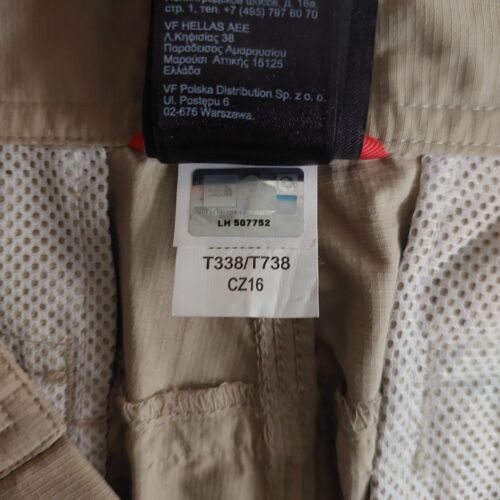 стр. 1, тел. +7 (495) 797 60 70
VF HELLAS AEE
Λ.Κηφισίας 38
Παράδεισος Αμαρουσίου
Μαρούσι Αττικής 15125
Ελλάδα
VF Polska Distribution Sp. z o. o.
Ul. Postępu 6
02-676 Warszawa.
LH 507752
T338/T738
CZ16